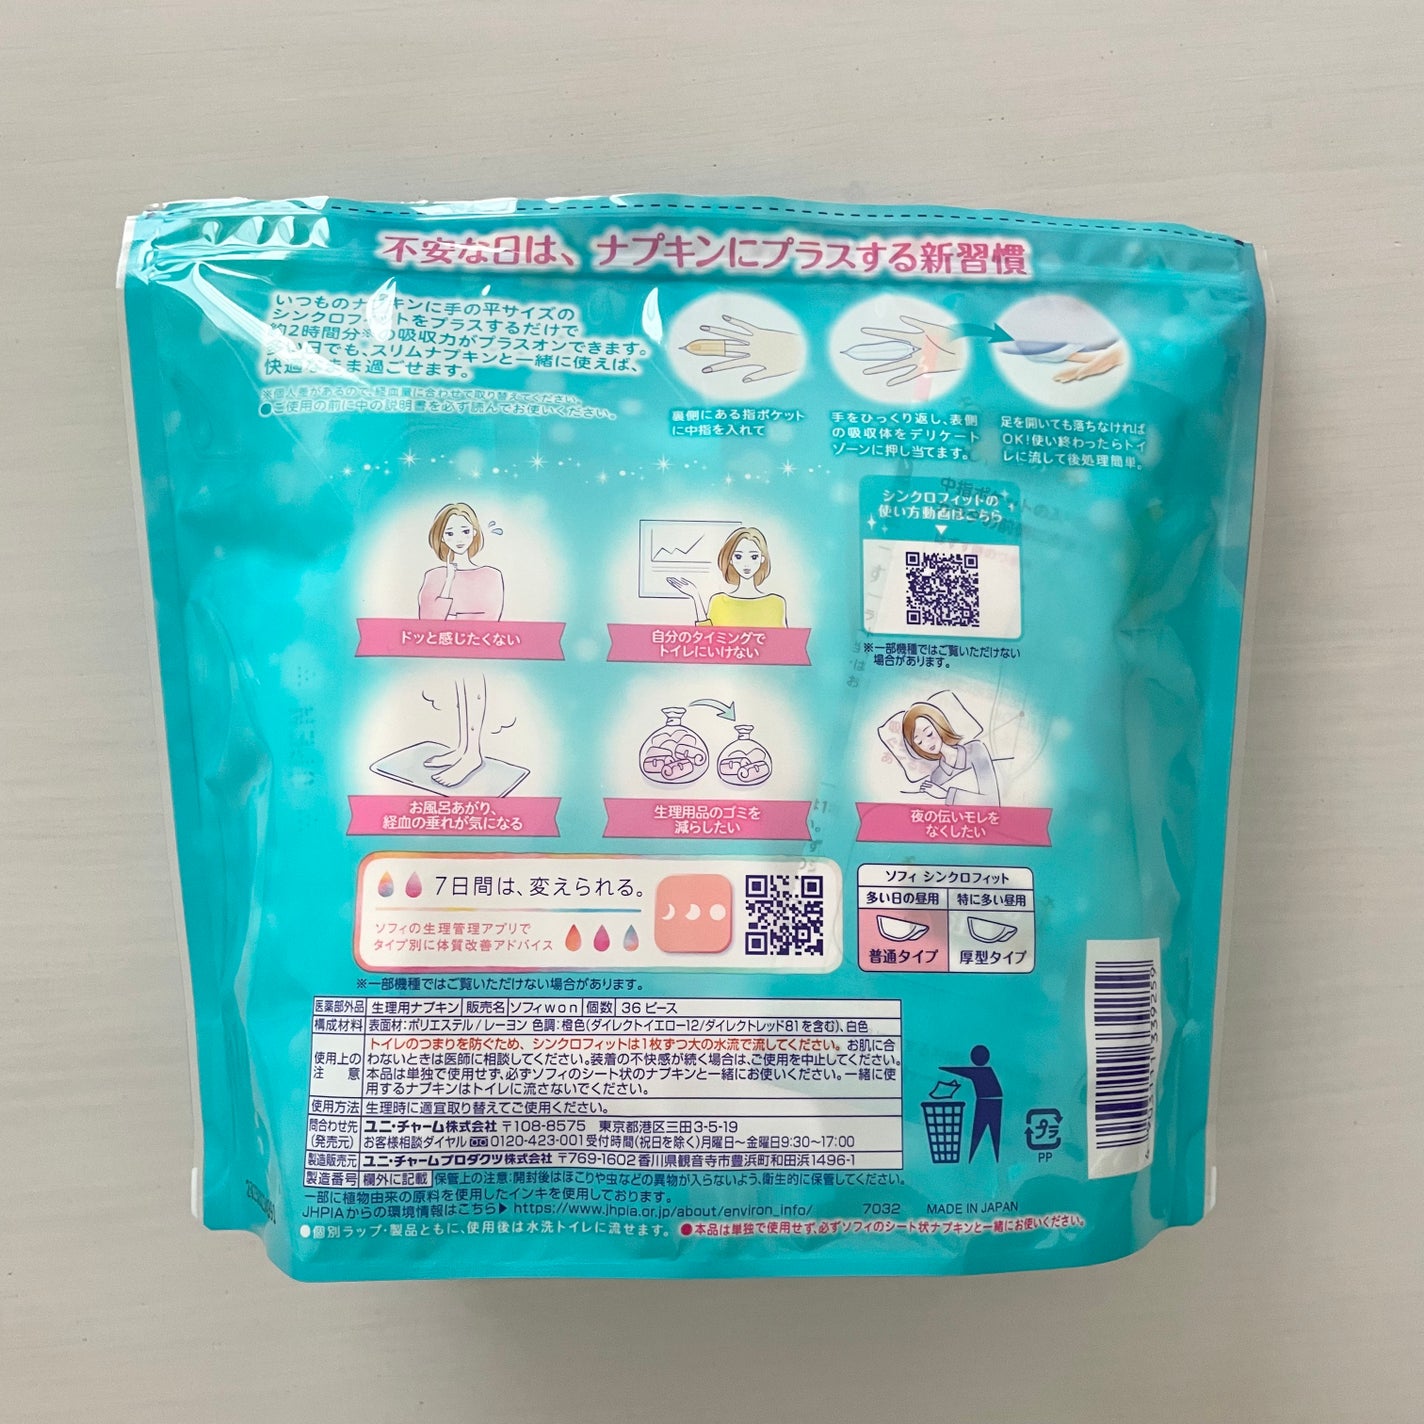 不安な日は、ナプキンにプラスする新習慣
いつものナプキンに手の平サイズの
シンクロフィットをプラスするだけで
約2時間分※の吸収力がプラスオンできます。
多い日でも、スリムナプキンと一緒に使えば、
快適なまま過ごせます。
※個人差があるので、経血量に合わせて取り替えてください。
●ご使用の前に中の説明書を必ず読んでお使いください。
裏側にある指ポケット
に中指を入れて
手をひっくり返し、表側
の吸収体をデリケート
ゾーンに押し当てます。
足を開いても落ちなければ
OK!使い終わったらトイ
レに流して後処理簡単。
シンクロフィットの
使い方動画はこちら
※一部機種ではご覧いただけない
場合があります。
ドッと感じたくない
自分のタイミングで
トイレにいけない
お風呂あがり、
経血の垂れが気になる
生理用品のゴミを
減らしたい
夜の伝いモレを
なくしたい
7日間は、変えられる。
ソフィの生理管理アプリで
タイプ別に体質改善アドバイス
※一部機種ではご覧いただけない場合があります。
ソフィ シンクロフィット
多い日の昼用 特に多い昼用
普通タイプ 厚型タイプ
医薬部外品 生理用ナプキン 販売名 ソフィwon 個数 36ピース
構成材料 表面材：ポリエステル/レーヨン 色調：橙色(ダイレクトイエロー12/ダイレクトレッド81を含む)、白色
使用上の注意 トイレのつまりを防ぐため、シンクロフィットは1枚ずつ大の水流で流してください。お肌に合
わないときは医師に相談してください。装着の不快感が続く場合は、ご使用を中止してください。
本品は単独で使用せず、必ずソフィのシート状のナプキンと一緒にお使いください。一緒に使
用するナプキンはトイレに流さないでください。
使用方法 生理時に適宜取り替えてご使用ください。
問合わせ先 ユニ・チャーム株式会社 〒108-8575 東京都港区三田3-5-19
(発売元) お客様相談ダイヤル 0120-423-001 受付時間(祝日を除く)月曜日〜金曜日9:30〜17:00
製造販売元 ユニ・チャームプロダクツ株式会社 〒769-1602 香川県観音寺市豊浜町和田浜1496-1
製造番号 欄外に記載 保管上の注意：開封後はほこりや虫などの異物が入らないよう、衛生的に保管してください。
一部に植物由来の原料を使用したインキを使用しております。
JHPIAからの環境情報はこちら▶ https://www.jhpia.or.jp/about/environ_info/ 7032 MADE IN JAPAN
●個別ラップ・製品ともに、使用後は水洗トイレに流せます。 ●本品は単独で使用せず、必ずソフィのシート状ナプキンと一緒にお使いください。
プラ
PP